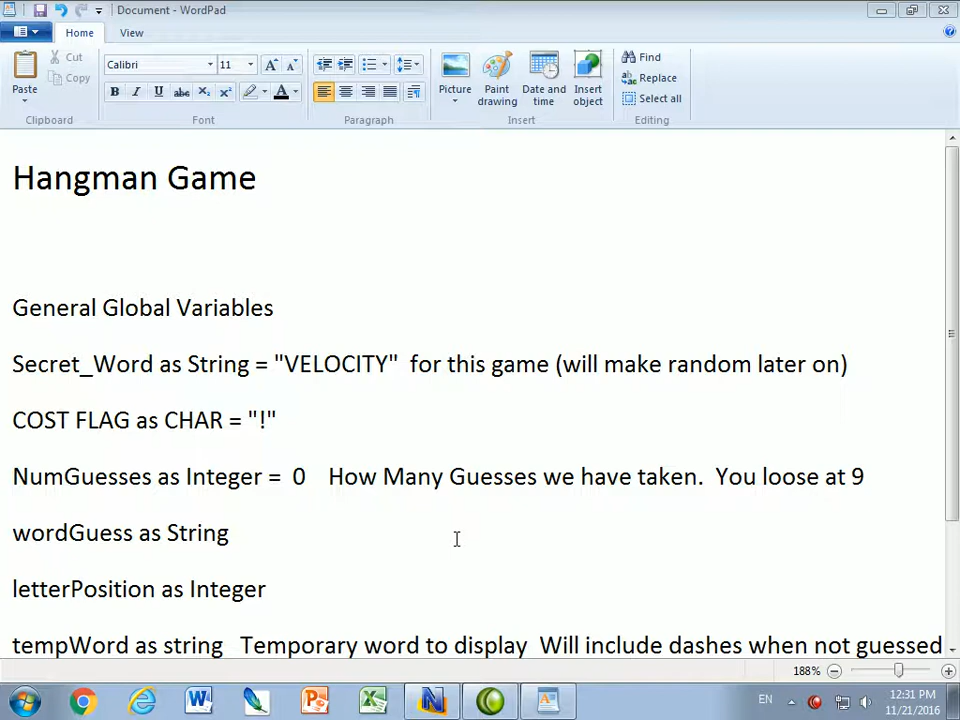 Document - WordPad
Home
View
Paste
Cut
Copy
Clipboard
Calibri
11
A
A
B
I
U
abc
X₂
X²
A
Font
Paragraph
Picture
Paint drawing
Date and time
Insert object
Insert
Find
Replace
Select all
Editing
Hangman Game
General Global Variables
Secret_Word as String = "VELOCITY"  for this game (will make random later on)
COST FLAG as CHAR = "!"
NumGuesses as Integer =  0    How Many Guesses we have taken.  You loose at 9
wordGuess as String
letterPosition as Integer
tempWord as string   Temporary word to display  Will include dashes when not guessed
188%
EN
12:31 PM
11/21/2016